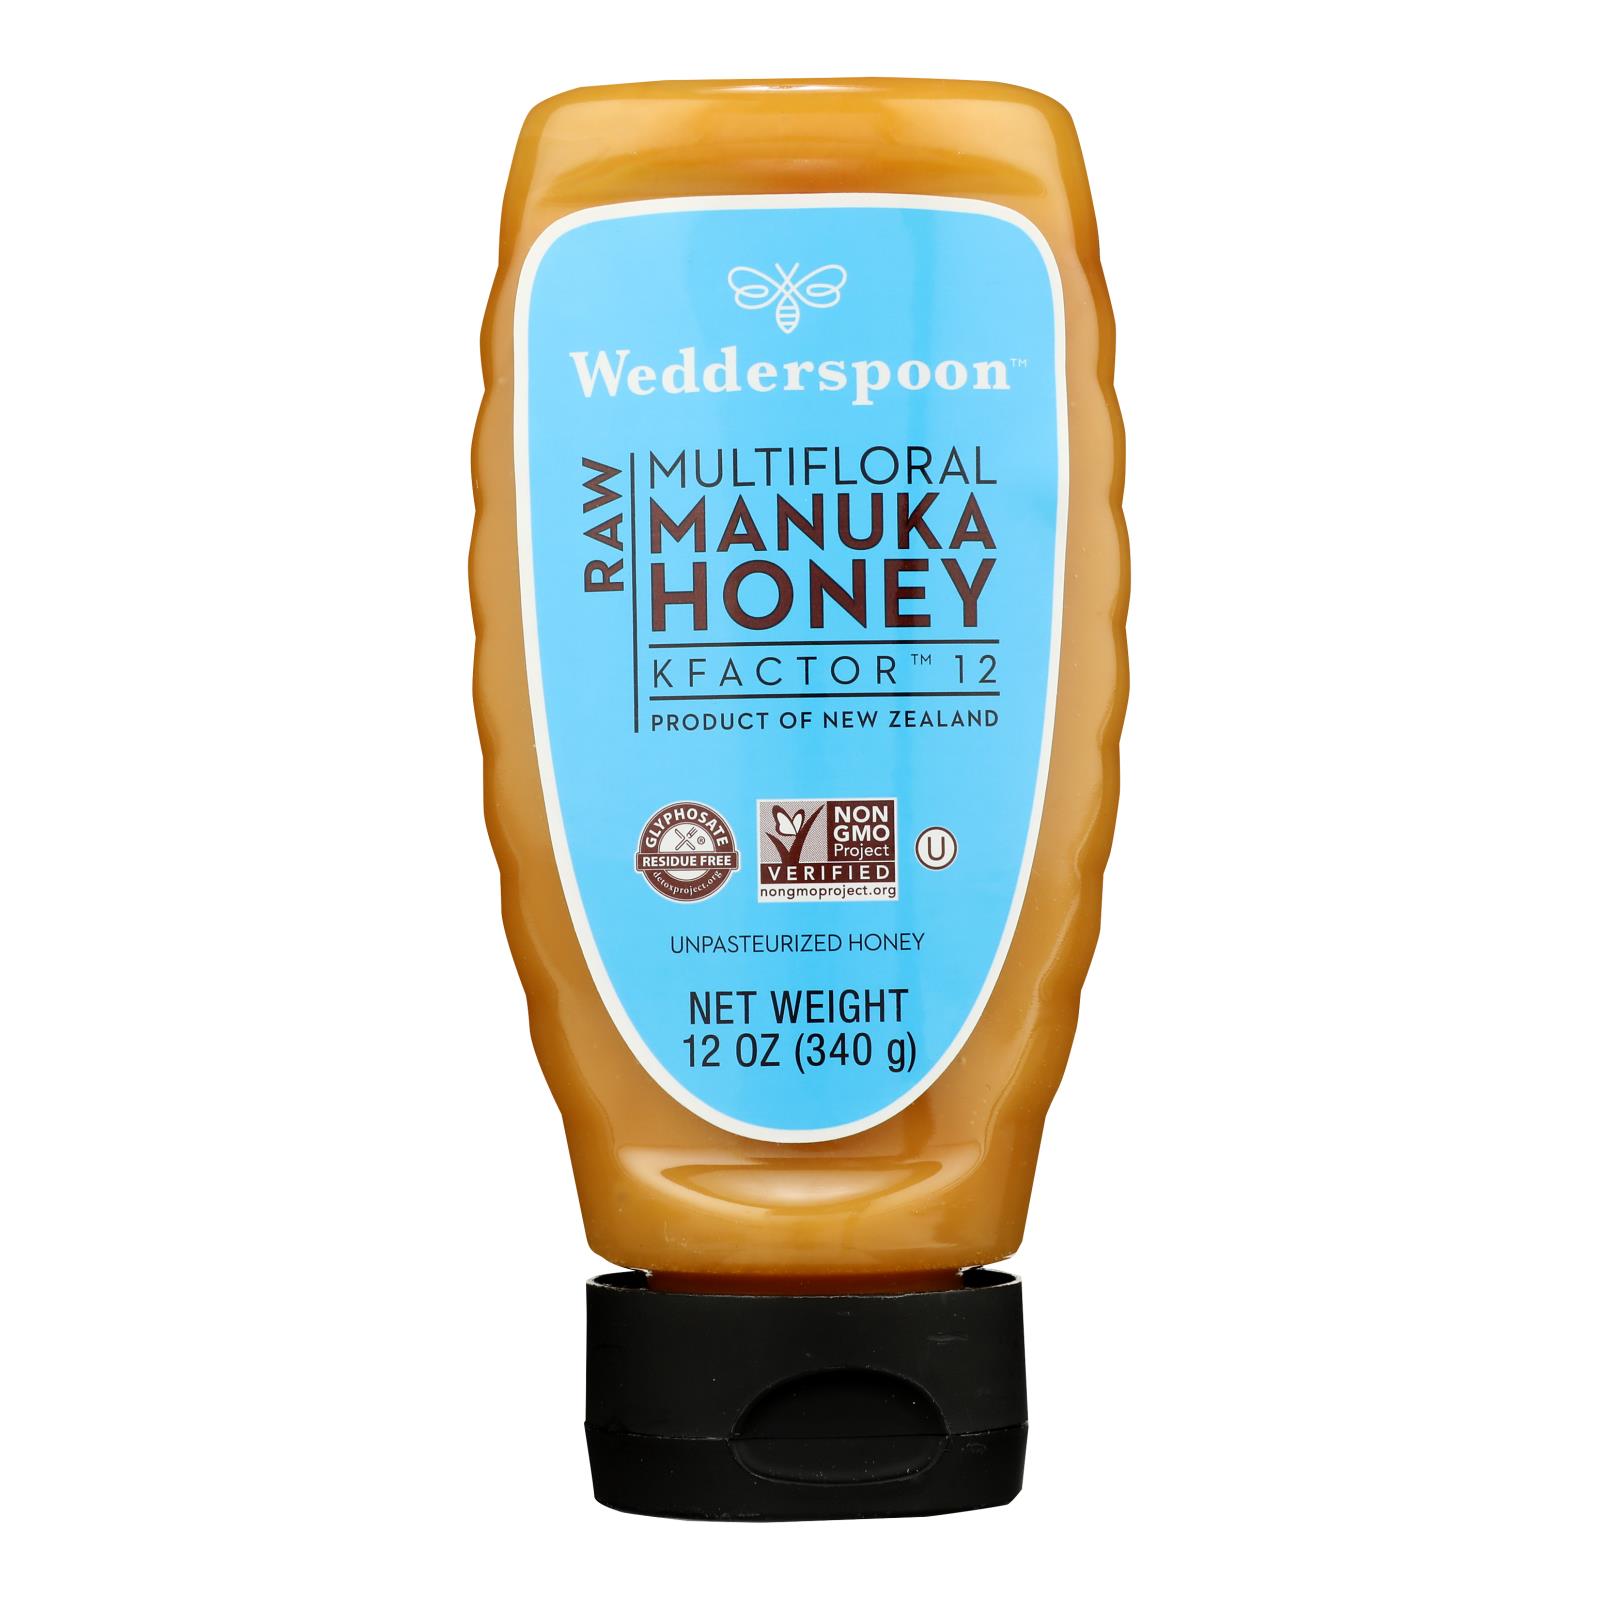 Wedderspoon™
RAW
MULTIFLORAL
MANUKA
HONEY
KFACTOR™ 12
PRODUCT OF NEW ZEALAND
GLYPHOSATE
®
RESIDUE FREE
detoxproject.org
NON
GMO
Project
VERIFIED
nongmoproject.org
U
UNPASTEURIZED HONEY
NET WEIGHT
12 OZ (340 g)